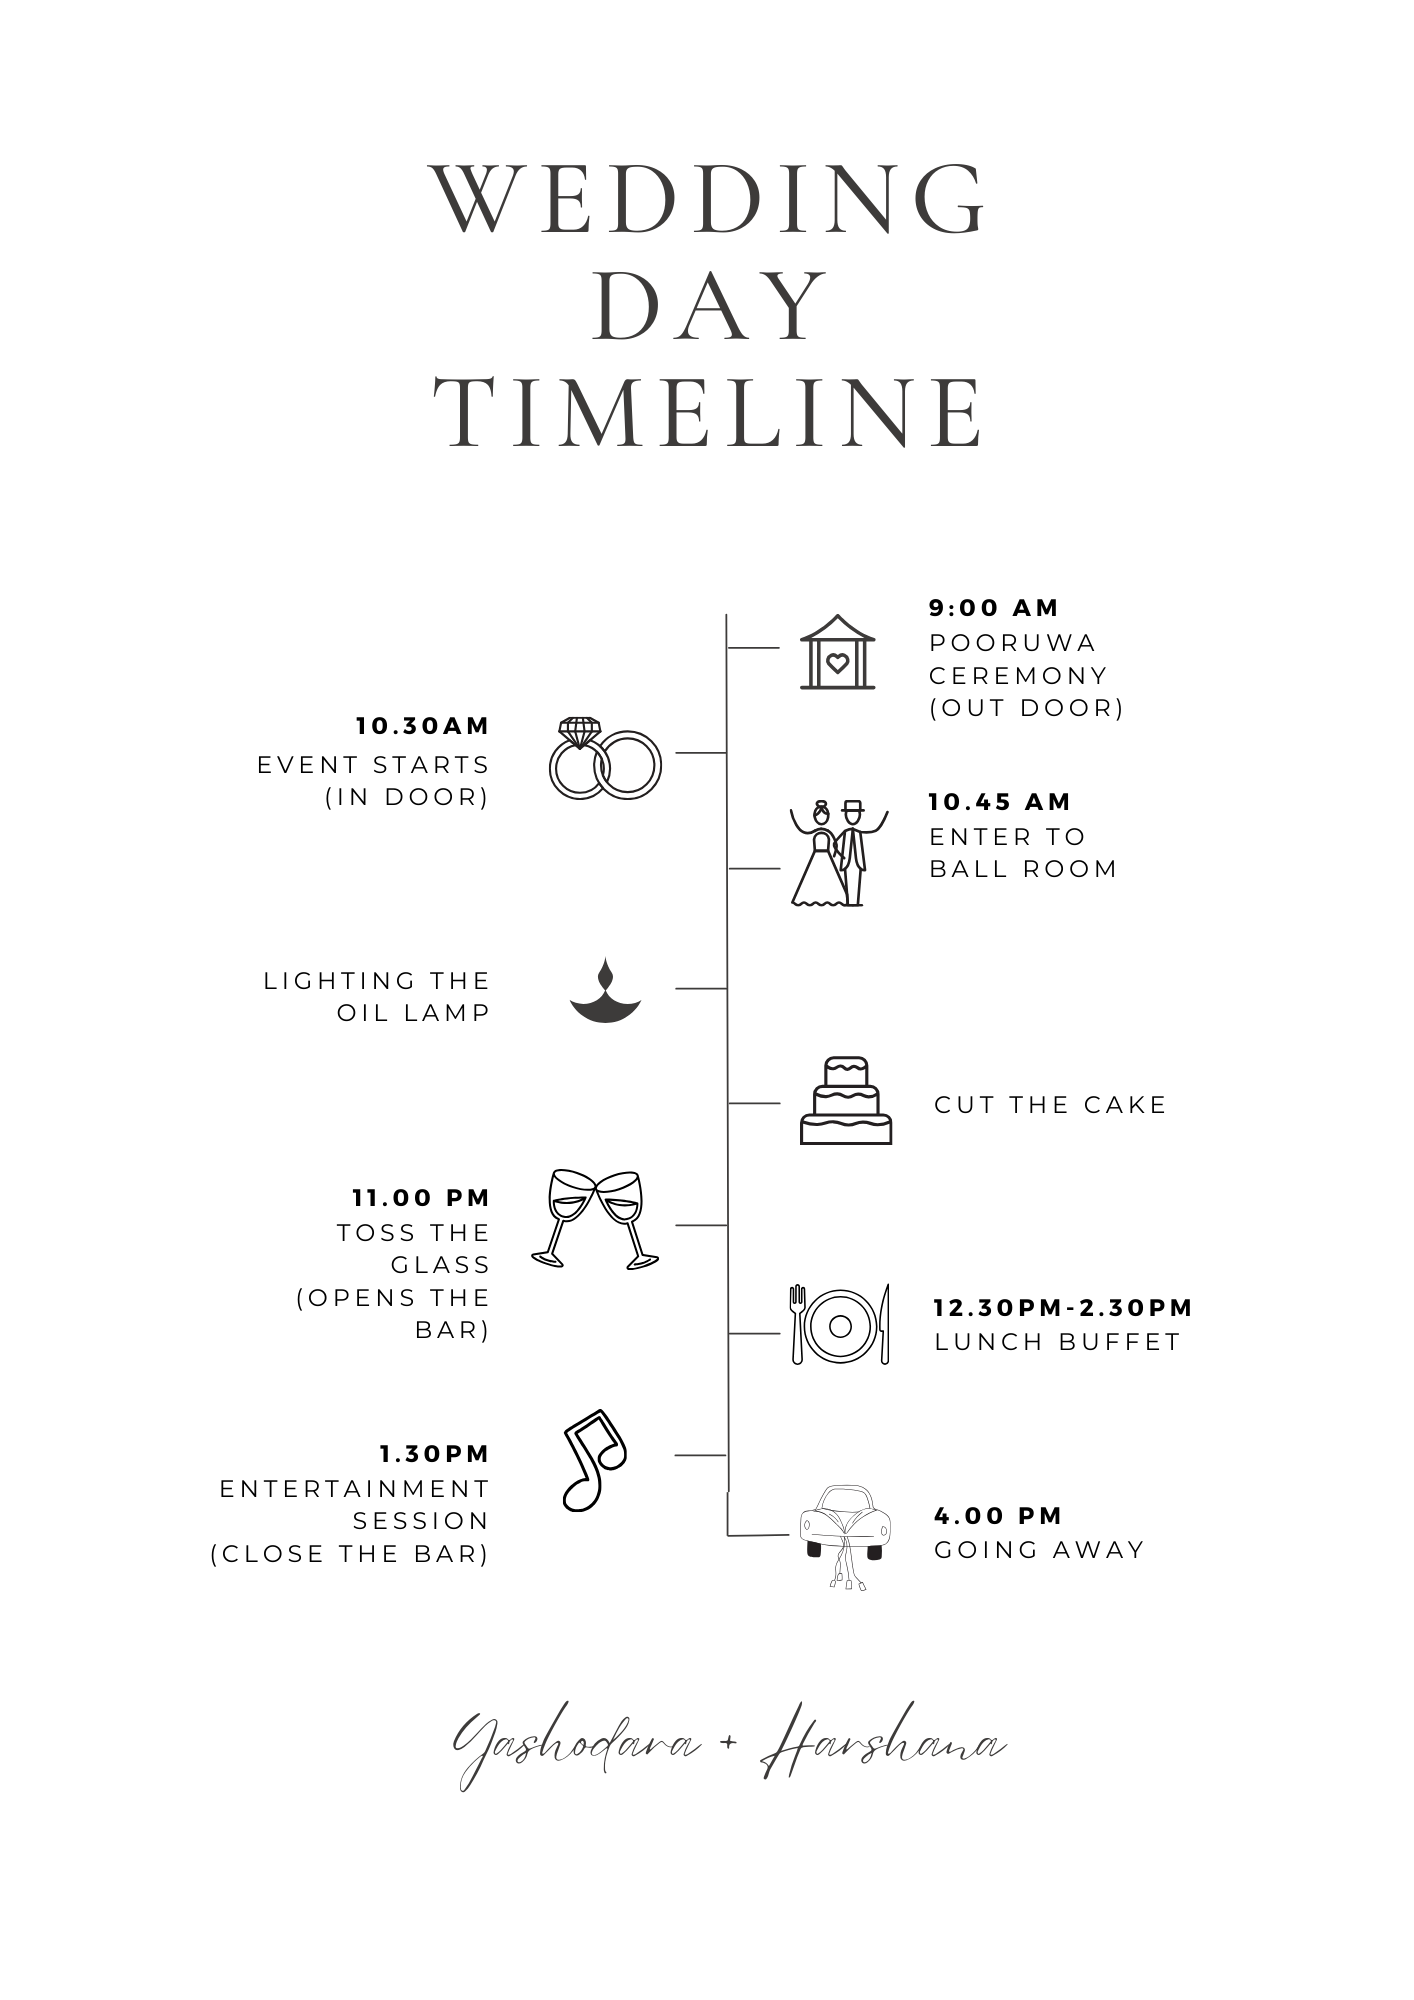 WEDDING
DAY
TIMELINE
9:00 AM
POORUWA
CEREMONY
(OUT DOOR)
10.30AM
EVENT STARTS
(IN DOOR)
10.45 AM
ENTER TO
BALL ROOM
LIGHTING THE
OIL LAMP
CUT THE CAKE
11.00 PM
TOSS THE
GLASS
(OPENS THE
BAR)
12.30PM-2.30PM
LUNCH BUFFET
1.30PM
ENTERTAINMENT
SESSION
(CLOSE THE BAR)
4.00 PM
GOING AWAY
Yashodara + Harshana